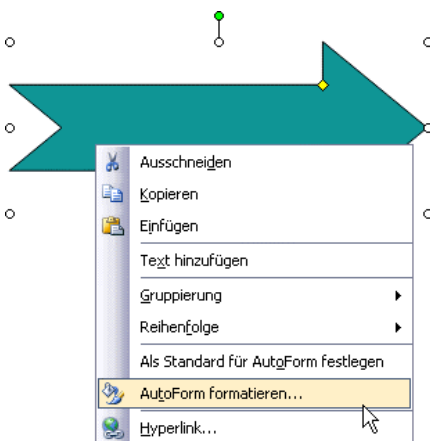 Ausschneiden
Kopieren
Einfügen
Text hinzufügen
Gruppierung
Reihenfolge
Als Standard für AutoForm festlegen
AutoForm formatieren...
Hyperlink...